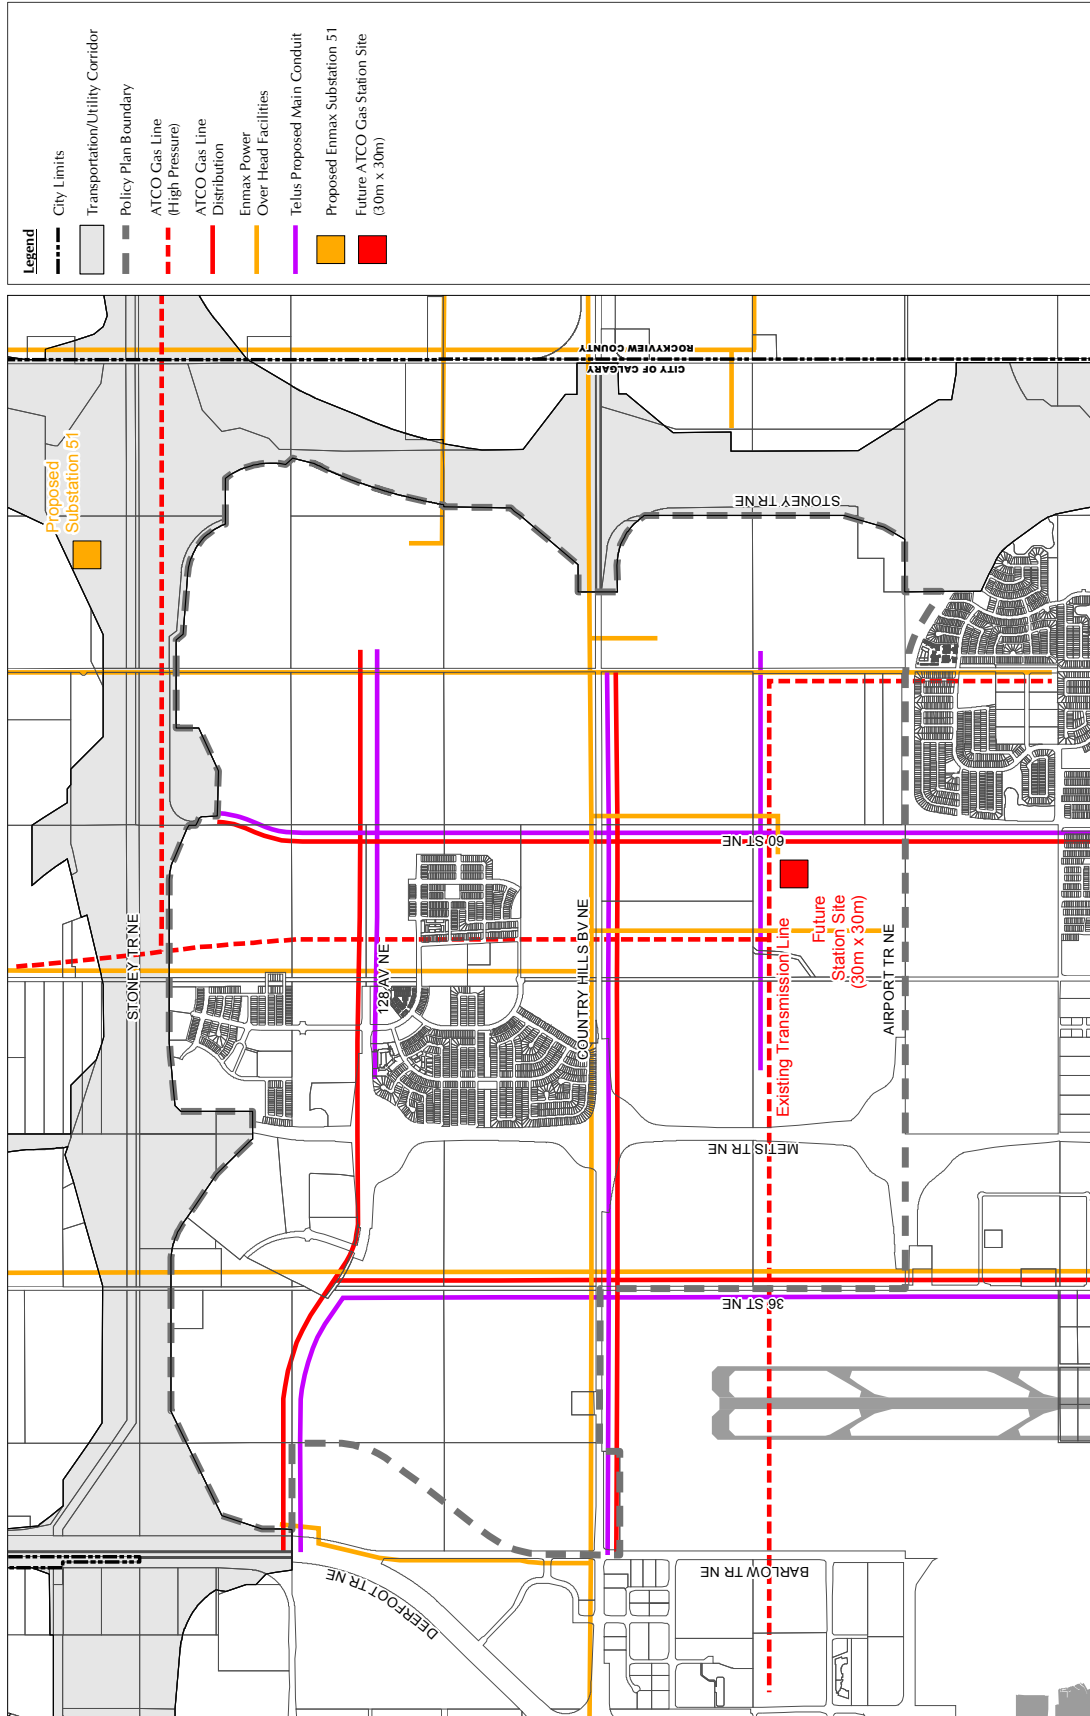 Legend
City Limits
Transportation/Utility Corridor
Policy Plan Boundary
ATCO Gas Line
(High Pressure)
ATCO Gas Line
Distribution
Enmax Power
Over Head Facilities
Telus Proposed Main Conduit
Proposed Enmax Substation 51
Future ATCO Gas Station Site
(30m x 30m)
Proposed
Substation 51
ROCKYVIEW COUNTY
CITY OF CALGARY
STONEY TR NE
STONEY TR NE
60 ST NE
128 AV NE
COUNTRY HILLS BV NE
Existing Transmission Line
Future
Station Site
(30m x 30m)
AIRPORT TR NE
METIS TR NE
36 ST NE
DEERFOOT TR NE
BARLOW TR NE